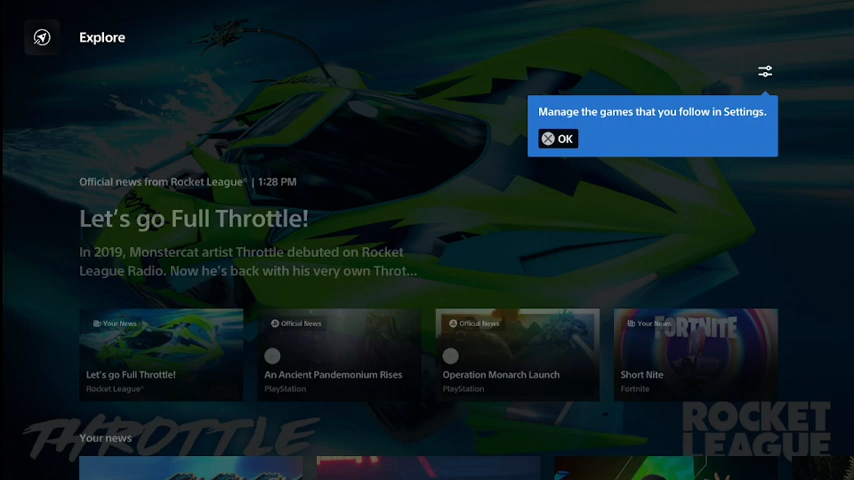 Explore
Manage the games that you follow in Settings.
OK
Official news from Rocket League® | 1:28 PM
Let's go Full Throttle!
In 2019, Monstercat artist Throttle debuted on Rocket
League Radio. Now he's back with his very own Throt...
Your News
Let's go Full Throttle!
Rocket League®
Official News
An Ancient Pandemonium Rises
PlayStation
Official News
Operation Monarch Launch
PlayStation
Your News
FORTNITE
Short Nite
Fortnite
THROTTLE
ROCKET
LEAGUE
Your news